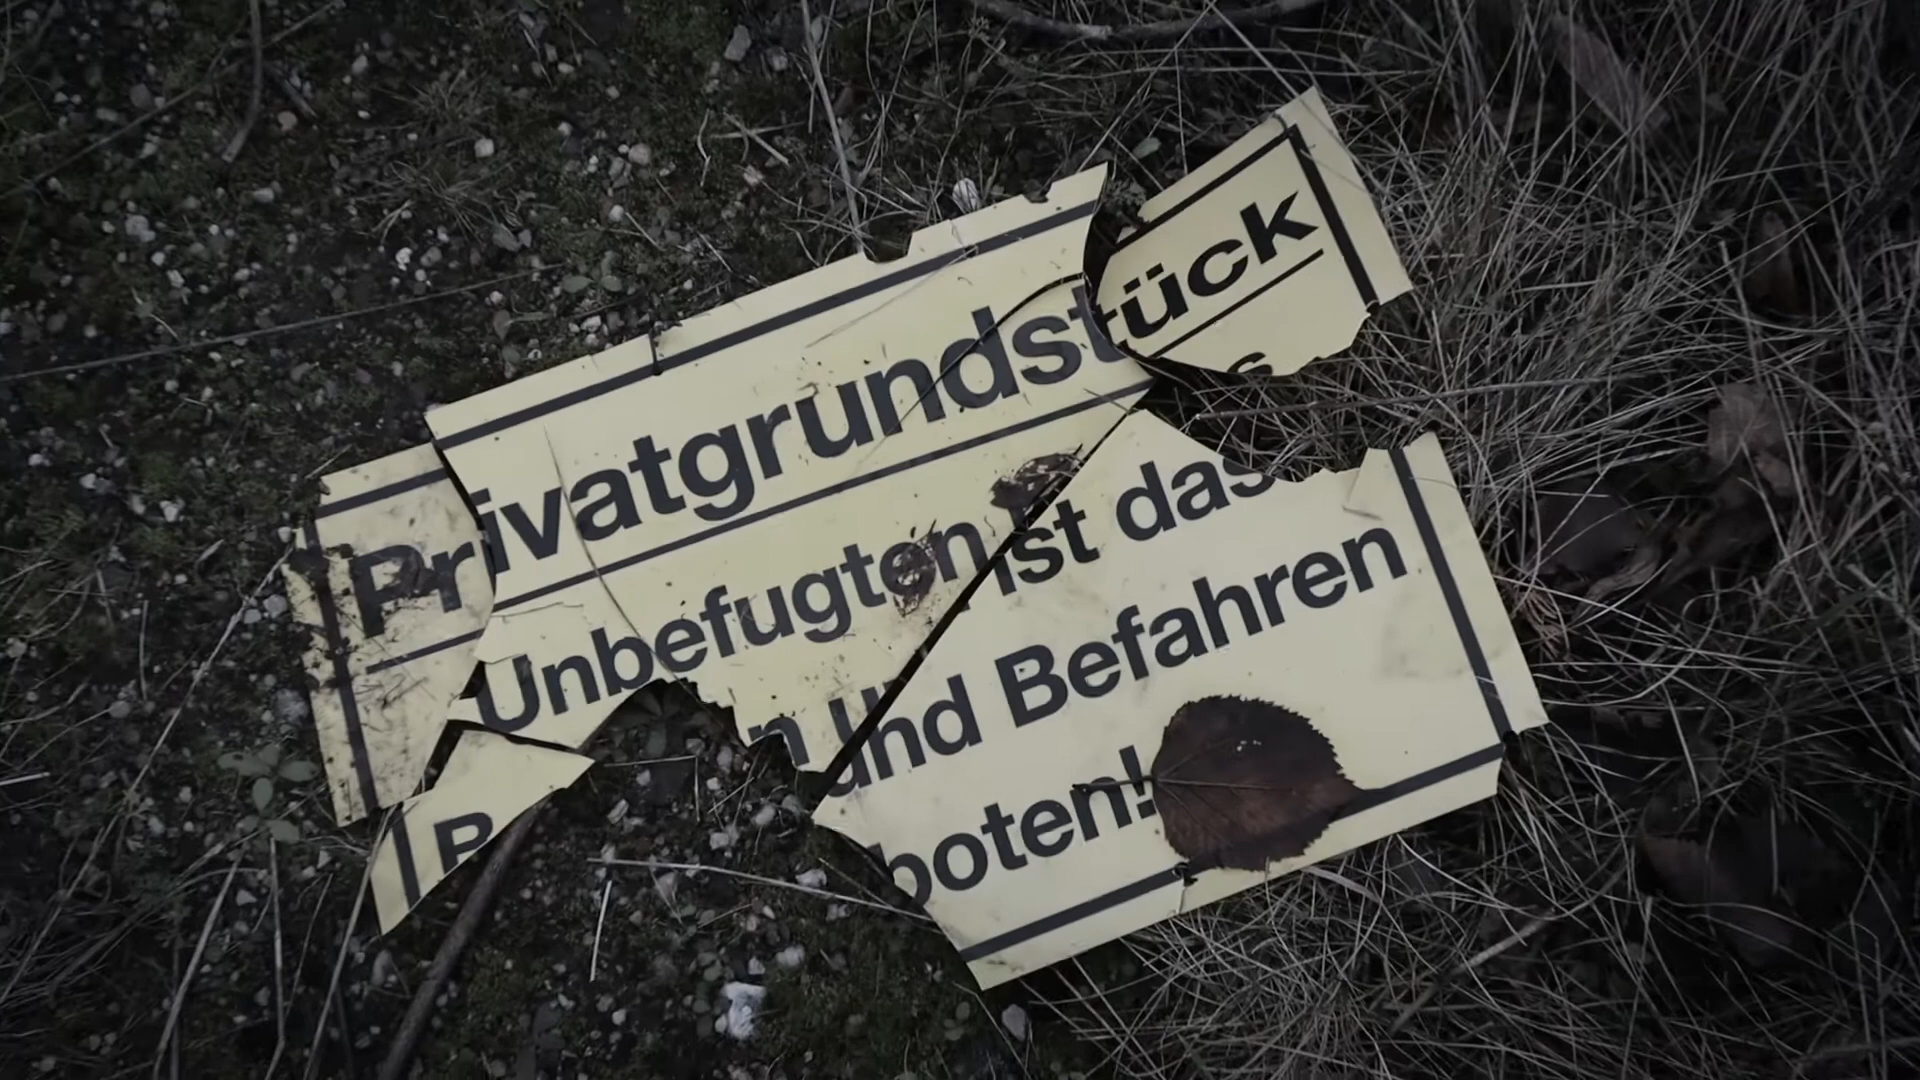 Privatgrundstück
Unbefugten ist das
und Befahren
boten!